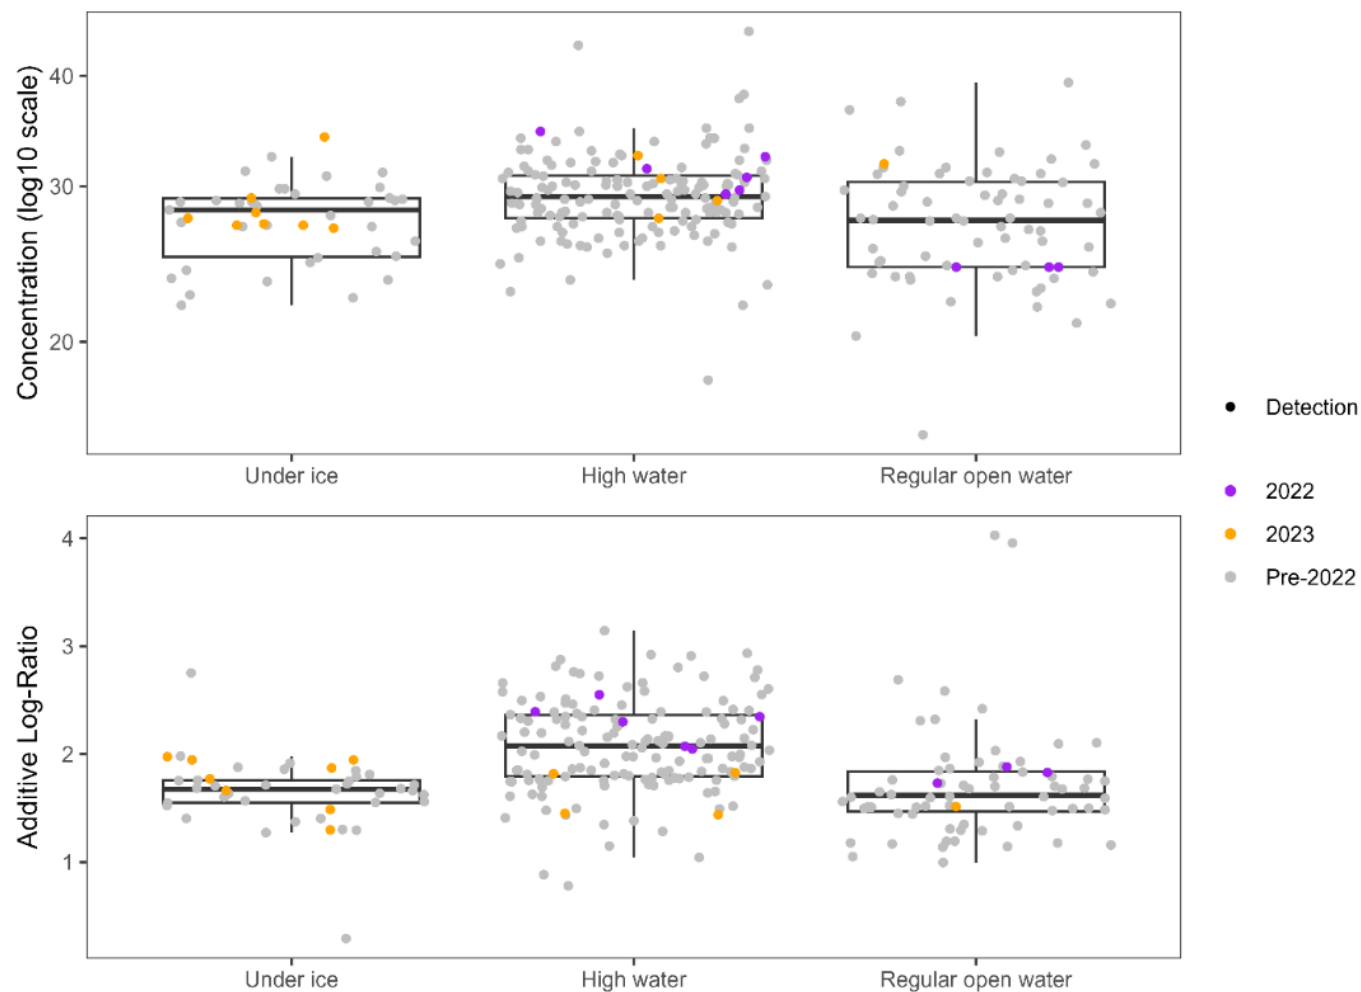 Concentration (log10 scale)
40
30
20
Under ice
High water
Regular open water
Additive Log-Ratio
4
3
2
1
Under ice
High water
Regular open water
Detection
2022
2023
Pre-2022